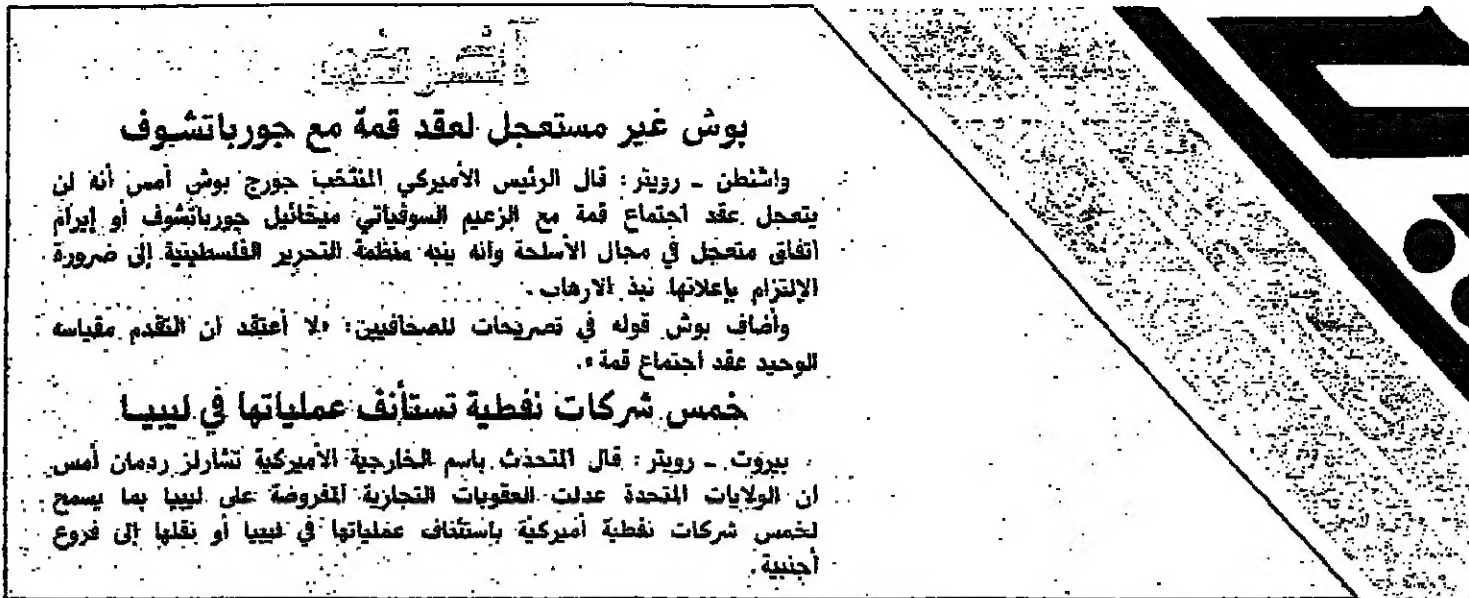 بوش غير مستعجل لعقد قمة مع جورباتشوف
واشنطن - رويتر : قال الرئيس الأميركي المنتخب جورج بوش أمس أنه لن
يتعجل عقد اجتماع قمة مع الزعيم السوفياتي ميخائيل جورباتشوف أو إبرام
اتفاق متعجل في مجال الأسلحة وانه ينبه منظمة التحرير الفلسطينية إلى ضرورة
الإلتزام بإعلانها نبذ الارهاب .
وأضاف بوش قوله في تصريحات للصحافيين: «لا أعتقد ان التقدم مقياسه
الوحيد عقد اجتماع قمة».
خمس شركات نفطية تستأنف عملياتها في ليبيا
بيروت - رويتر : قال المتحدث باسم الخارجية الأميركية تشارلز ردمان أمس
ان الولايات المتحدة عدلت العقوبات التجارية المفروضة على ليبيا بما يسمح
لخمس شركات نفطية أميركية باستئناف عملياتها في ليبيا أو نقلها إلى فروع
أجنبية .